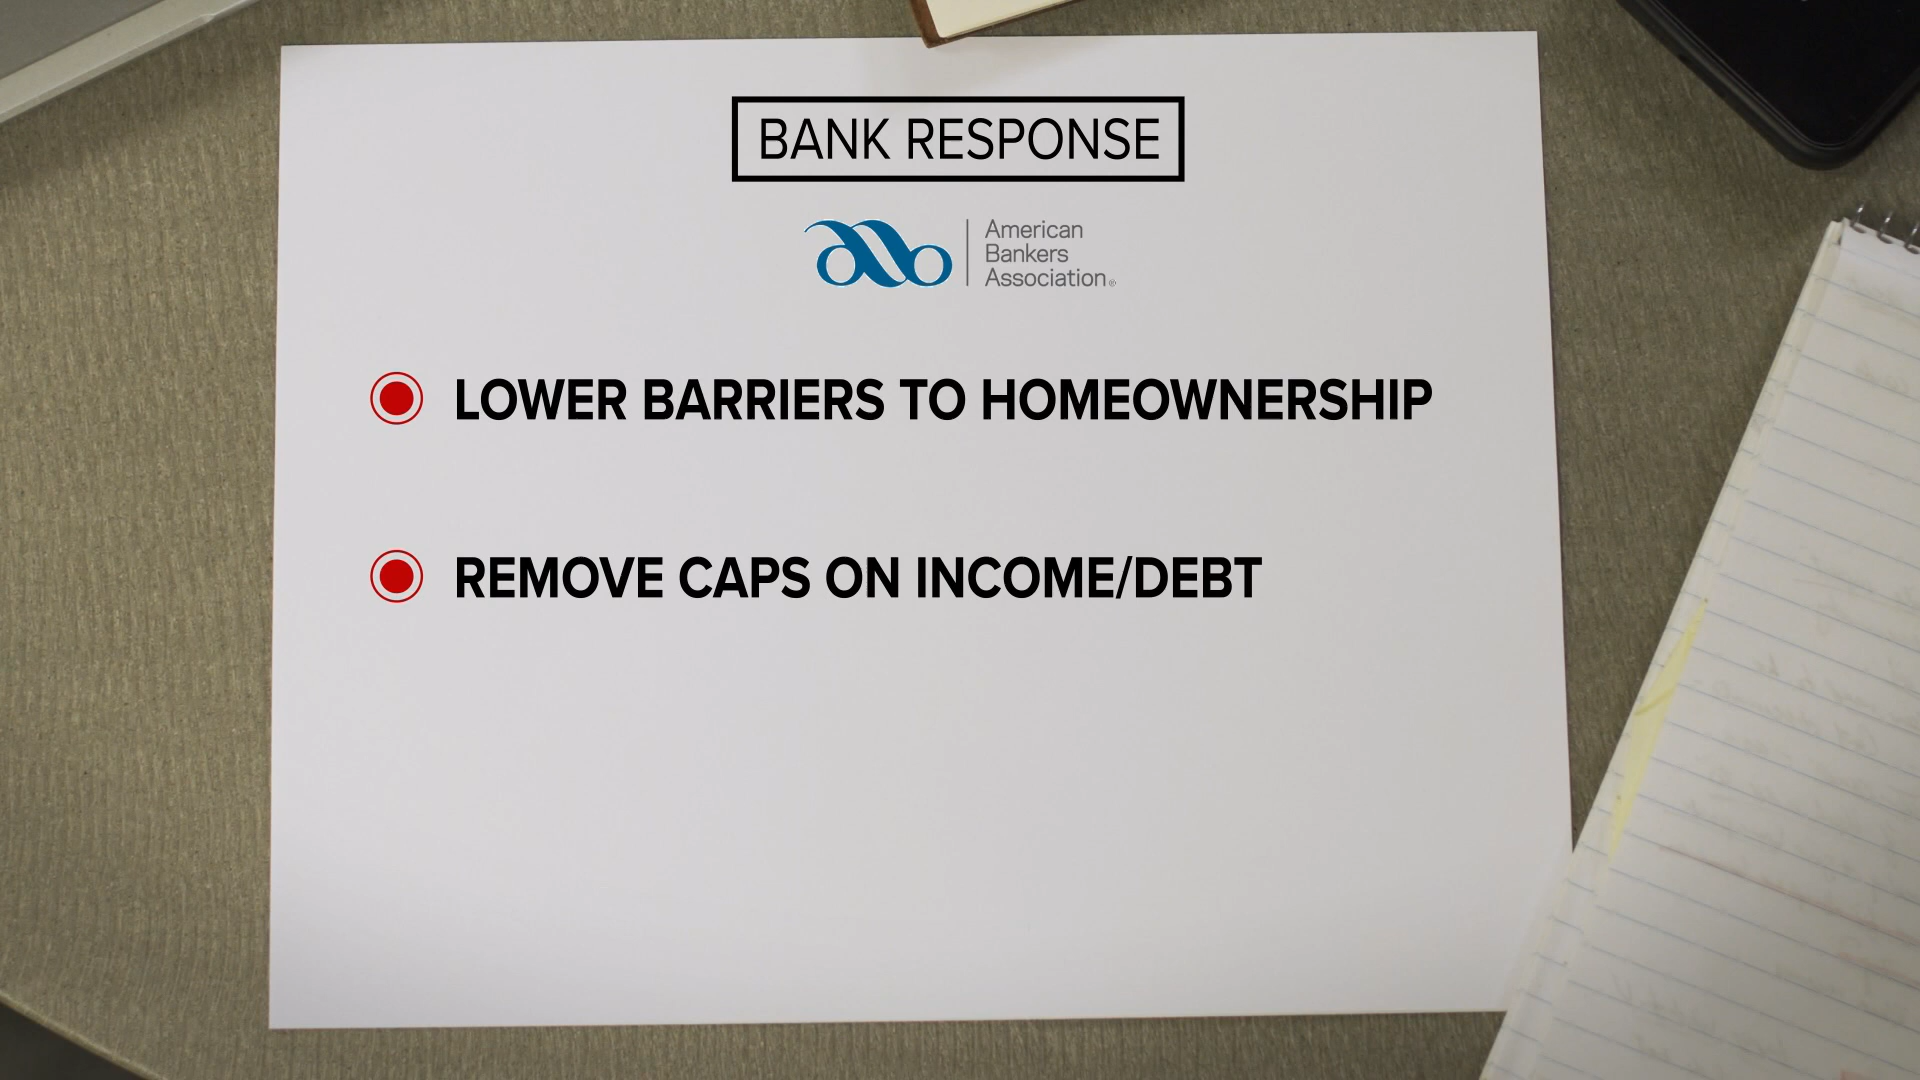 BANK RESPONSE
American
Bankers
Association®
LOWER BARRIERS TO HOMEOWNERSHIP
REMOVE CAPS ON INCOME/DEBT